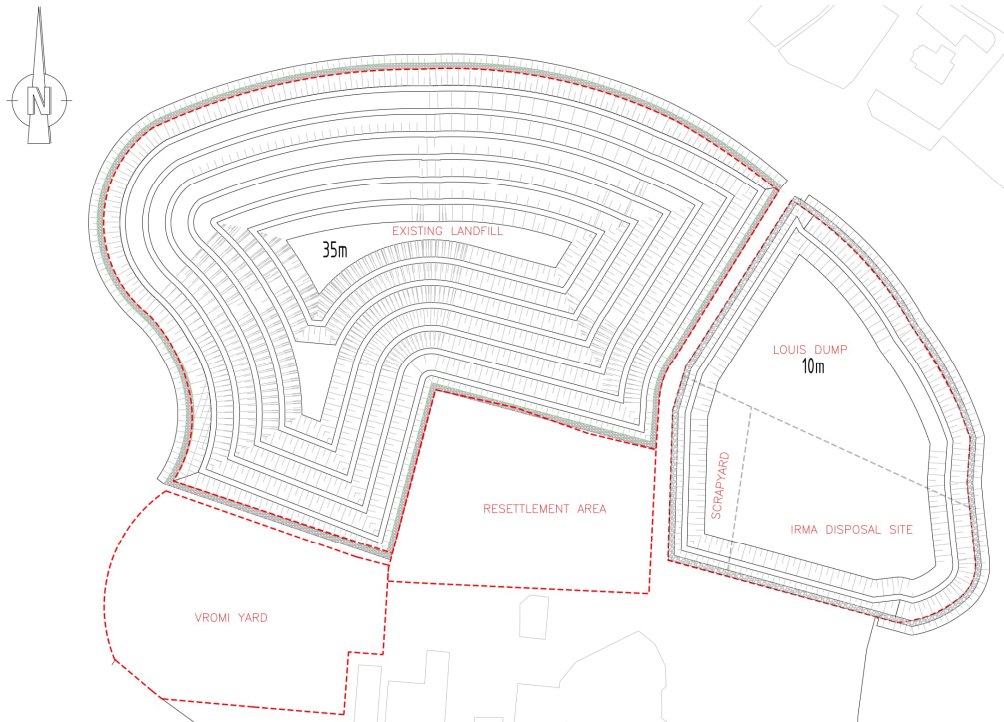 N
EXISTING LANDFILL
35m
LOUIS DUMP
10m
SCRAPYARD
RESETTLEMENT AREA
IRMA DISPOSAL SITE
VROMI YARD